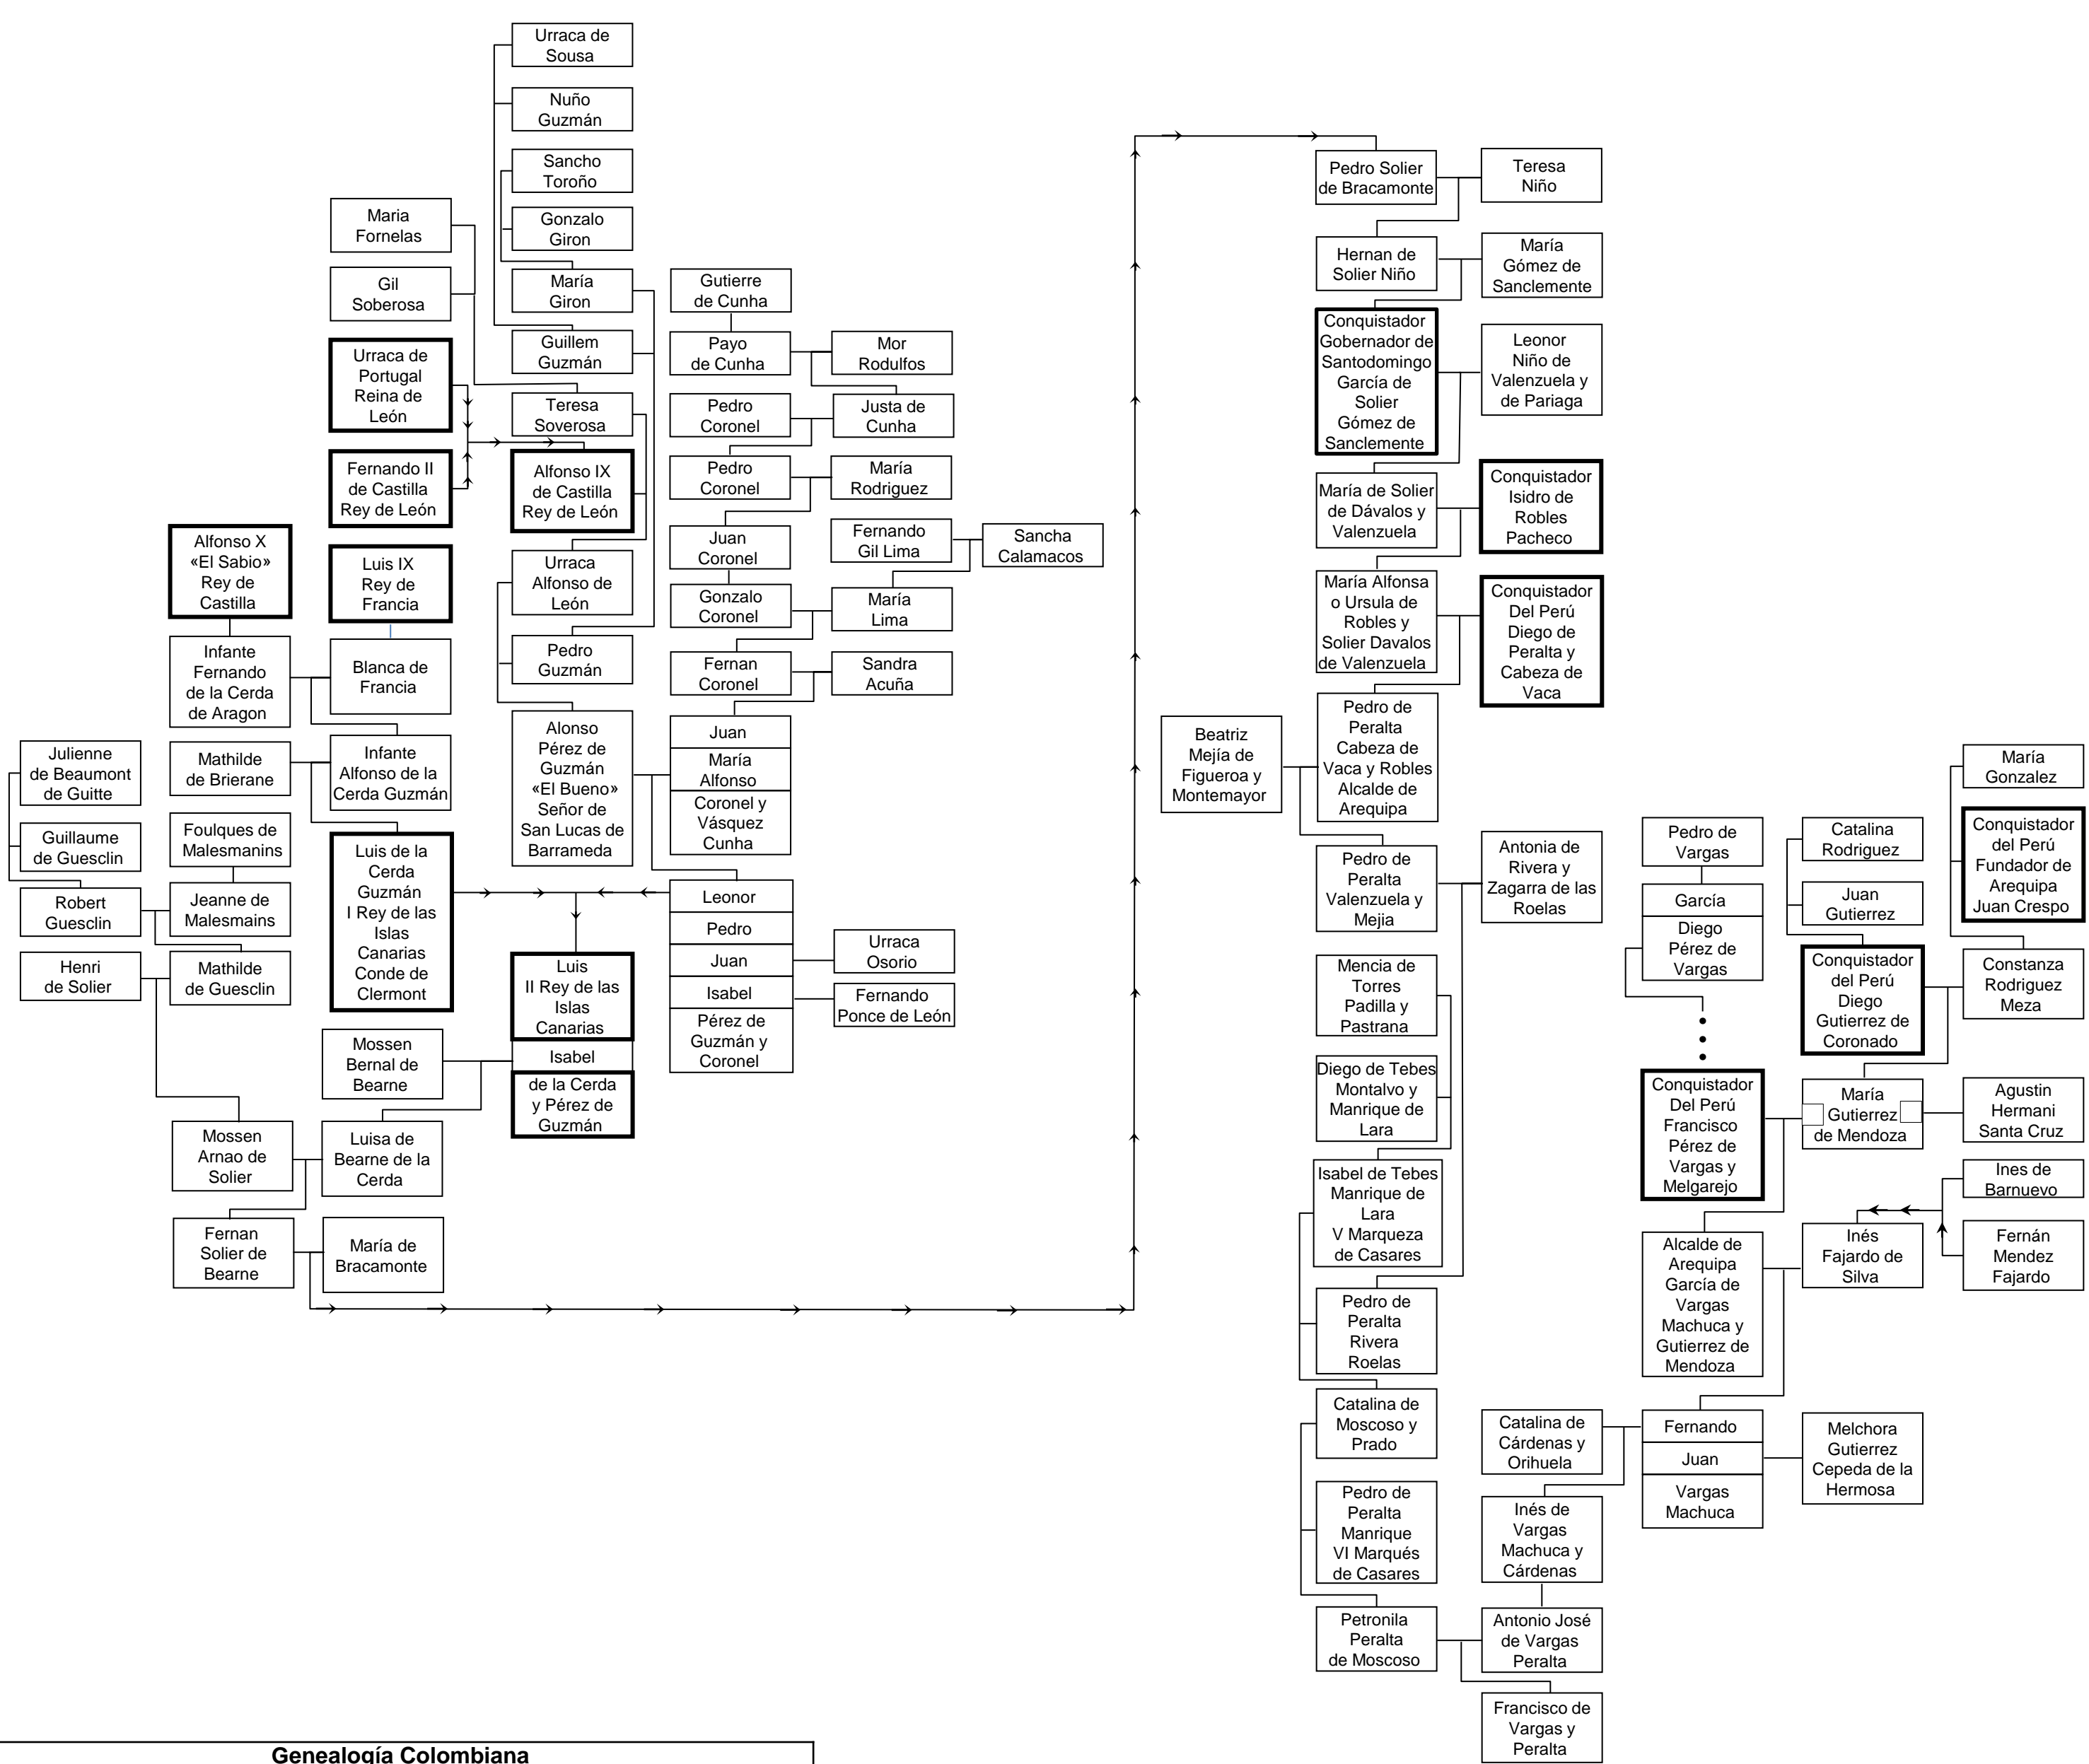 Urraca de
Sousa
Nuño
Guzmán
Sancho
Toroño
Gonzalo
Giron
María
Giron
Guillem
Guzmán
Teresa
Soverosa
Alfonso IX
de Castilla
Rey de León
Urraca
Alfonso de
León
Pedro
Guzmán
Alonso
Pérez de
Guzmán
«El Bueno»
Señor de
San Lucas de
Barrameda
Maria
Fornelas
Gil
Soberosa
Urraca de
Portugal
Reina de
León
Fernando II
de Castilla
Rey de León
Luis IX
Rey de
Francia
Blanca de
Francia
Alfonso X
«El Sabio»
Rey de
Castilla
Infante
Fernando
de la Cerda
de Aragon
Mathilde
de Brierane
Infante
Alfonso de la
Cerda Guzmán
Julienne
de Beaumont
de Guitte
Guillaume
de Guesclin
Foulques de
Malesmanins
Robert
Guesclin
Jeanne de
Malesmains
Henri
de Solier
Mathilde
de Guesclin
Luis de la
Cerda
Guzmán
I Rey de las
Islas
Canarias
Conde de
Clermont
Gutierre
de Cunha
Payo
de Cunha
Mor
Rodulfos
Pedro
Coronel
Justa de
Cunha
Pedro
Coronel
María
Rodriguez
Juan
Coronel
Fernando
Gil Lima
Sancha
Calamacos
Gonzalo
Coronel
María
Lima
Fernan
Coronel
Sandra
Acuña
Juan
María
Alfonso
Coronel y
Vásquez
Cunha
Leonor
Pedro
Juan
Isabel
Pérez de
Guzmán y
Coronel
Urraca
Osorio
Fernando
Ponce de León
Luis
II Rey de las
Islas
Canarias
Isabel
de la Cerda
y Pérez de
Guzmán
Mossen
Bernal de
Bearne
Mossen
Arnao de
Solier
Luisa de
Bearne de la
Cerda
Fernan
Solier de
Bearne
María de
Bracamonte
Pedro Solier
de Bracamonte
Teresa
Niño
Hernan de
Solier Niño
María
Gómez de
Sanclemente
Conquistador
Gobernador de
Santodomingo
García de
Solier
Gómez de
Sanclemente
Leonor
Niño de
Valenzuela y
de Pariaga
María de Solier
de Dávalos y
Valenzuela
Conquistador
Isidro de
Robles
Pacheco
María Alfonsa
o Ursula de
Robles y
Solier Davalos
de Valenzuela
Conquistador
Del Perú
Diego de
Peralta y
Cabeza de
Vaca
Beatriz
Mejía de
Figueroa y
Montemayor
Pedro de
Peralta
Cabeza de
Vaca y Robles
Alcalde de
Arequipa
Pedro de
Peralta
Valenzuela y
Mejia
Antonia de
Rivera y
Zagarra de las
Roelas
Mencia de
Torres
Padilla y
Pastrana
Diego de Tebes
Montalvo y
Manrique de
Lara
Isabel de Tebes
Manrique de
Lara
V Marqueza
de Casares
Pedro de
Peralta
Rivera
Roelas
Catalina de
Moscoso y
Prado
Pedro de
Peralta
Manrique
VI Marqués
de Casares
Petronila
Peralta
de Moscoso
Pedro de
Vargas
García
Diego
Pérez de
Vargas
Catalina
Rodriguez
Juan
Gutierrez
María
Gonzalez
Conquistador
del Perú
Fundador de
Arequipa
Juan Crespo
Conquistador
del Perú
Diego
Gutierrez de
Coronado
Constanza
Rodriguez
Meza
Conquistador
Del Perú
Francisco
Pérez de
Vargas y
Melgarejo
María
Gutierrez
de Mendoza
Agustin
Hermani
Santa Cruz
Ines de
Barnuevo
Alcalde de
Arequipa
García de
Vargas
Machuca y
Gutierrez de
Mendoza
Inés
Fajardo de
Silva
Fernán
Mendez
Fajardo
Catalina de
Cárdenas y
Orihuela
Fernando
Juan
Vargas
Machuca
Melchora
Gutierrez
Cepeda de la
Hermosa
Inés de
Vargas
Machuca y
Cárdenas
Antonio José
de Vargas
Peralta
Francisco de
Vargas y
Peralta
Genealogía Colombiana